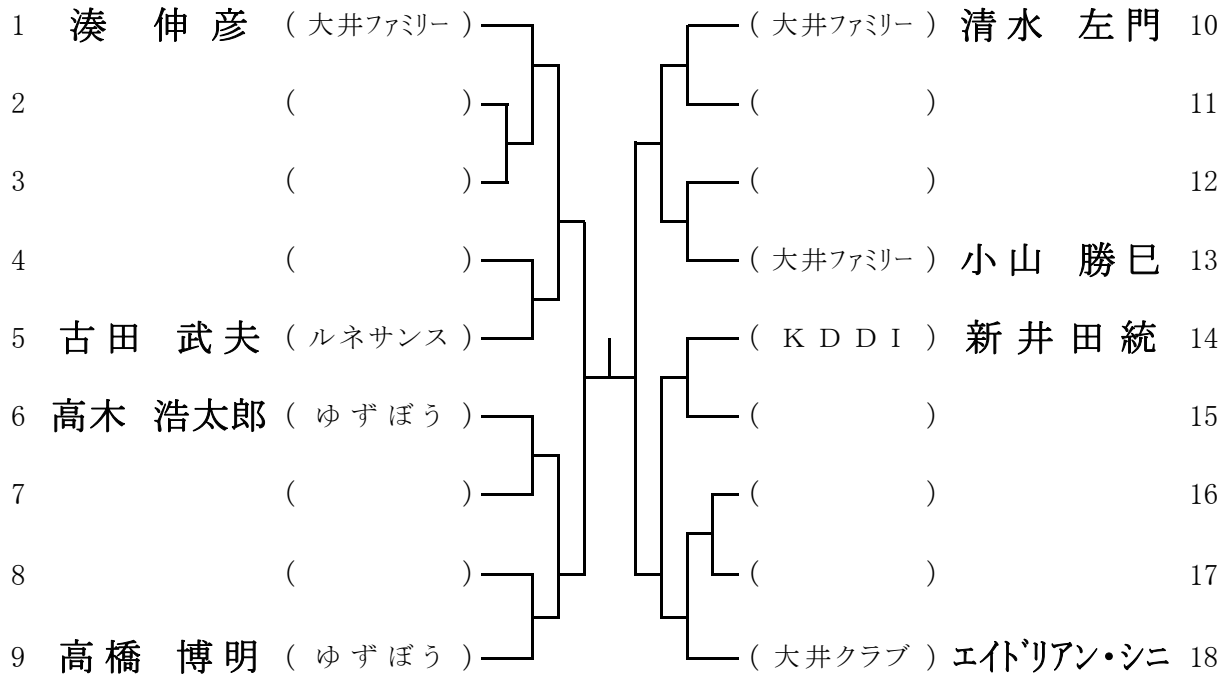 1 湊 伸彦 ( 大井ファミリー )
2 ( )
3 ( )
4 ( )
5 古田 武夫 ( ルネサンス )
6 高木 浩太郎 ( ゆずぼう )
7 ( )
8 ( )
9 高橋 博明 ( ゆずぼう )
( 大井ファミリー ) 清水 左門 10
( ) 11
( ) 12
( 大井ファミリー ) 小山 勝巳 13
( KDDI ) 新井田統 14
( ) 15
( ) 16
( ) 17
( 大井クラブ ) エイドリアン・シニ 18